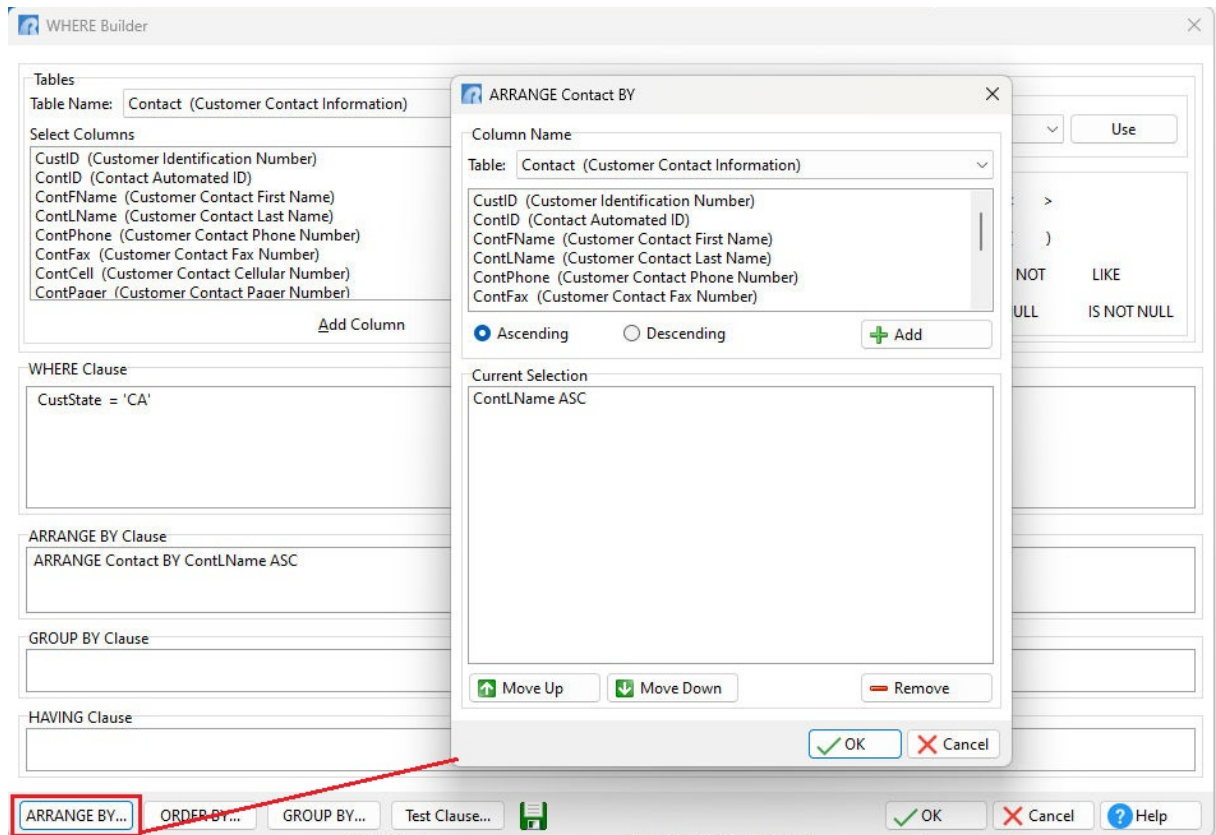 WHERE Builder
Tables
Table Name: Contact (Customer Contact Information)
Select Columns
CustID (Customer Identification Number)
ContID (Contact Automated ID)
ContFName (Customer Contact First Name)
ContLName (Customer Contact Last Name)
ContPhone (Customer Contact Phone Number)
ContFax (Customer Contact Fax Number)
ContCell (Customer Contact Cellular Number)
ContPager (Customer Contact Pager Number)
Add Column
Use
>
)
NOT LIKE
IS NOT NULL
WHERE Clause
CustState = 'CA'
ARRANGE BY Clause
ARRANGE Contact BY ContLName ASC
GROUP BY Clause
HAVING Clause
ARRANGE BY... ORDER BY... GROUP BY... Test Clause... OK Cancel Help
ARRANGE Contact BY
Column Name
Table: Contact (Customer Contact Information)
CustID (Customer Identification Number)
ContID (Contact Automated ID)
ContFName (Customer Contact First Name)
ContLName (Customer Contact Last Name)
ContPhone (Customer Contact Phone Number)
ContFax (Customer Contact Fax Number)
Ascending Descending Add
Current Selection
ContLName ASC
Move Up Move Down Remove
OK Cancel